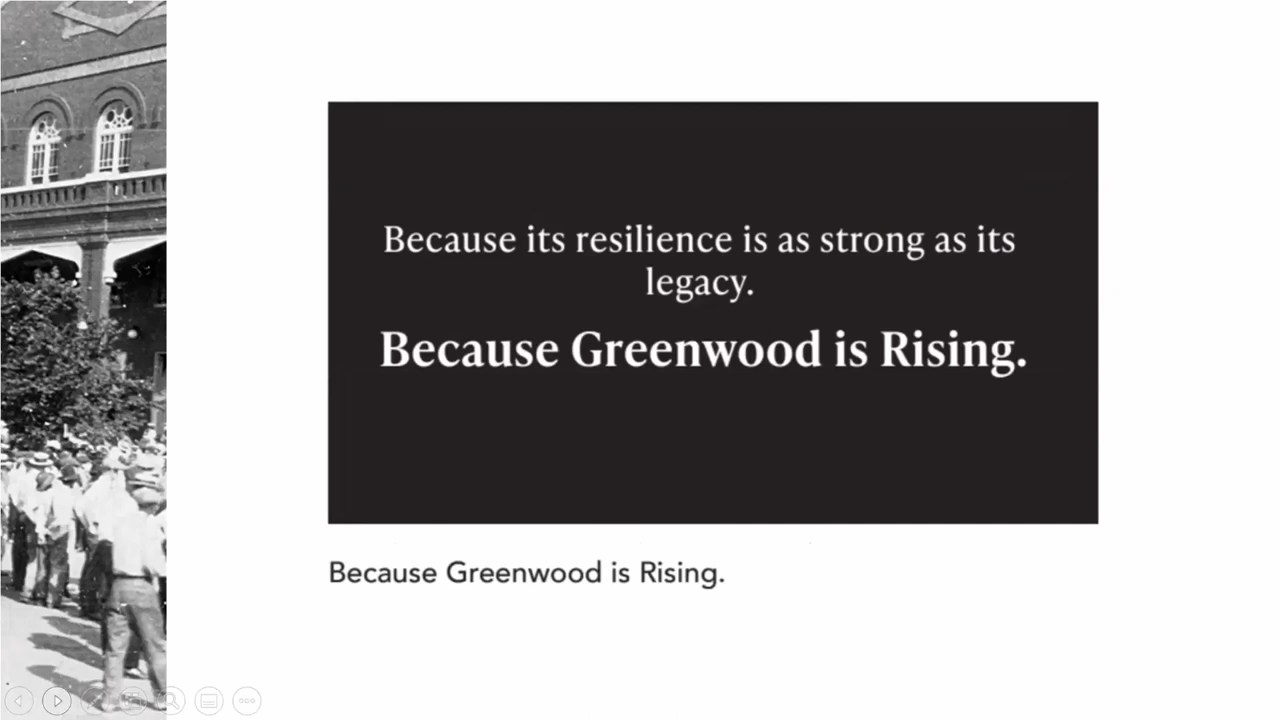 Because its resilience is as strong as its
legacy.
Because Greenwood is Rising.
Because Greenwood is Rising.